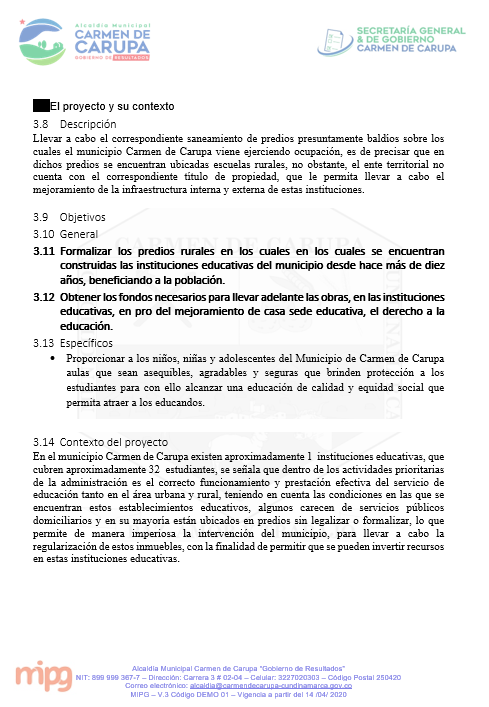 Alcaldía Municipal
CARMEN DE
CARUPA
GOBIERNO DE RESULTADOS
SECRETARÍA GENERAL
& DE GOBIERNO
CARMEN DE CARUPA
El proyecto y su contexto
3.8 Descripción
Llevar a cabo el correspondiente saneamiento de predios presuntamente baldíos sobre los
cuales el municipio Carmen de Carupa viene ejerciendo ocupación, es de precisar que en
dichos predios se encuentran ubicadas escuelas rurales, no obstante, el ente territorial no
cuenta con el correspondiente título de propiedad, que le permita llevar a cabo el
mejoramiento de la infraestructura interna y externa de estas instituciones.
3.9 Objetivos
3.10 General
CARMEN DE CARUPA
3.11 Formalizar los predios rurales en los cuales en los cuales se encuentran
construidas las instituciones educativas del municipio desde hace más de diez
años, beneficiando a la población.
3.12 Obtener los fondos necesarios para llevar adelante las obras, en las instituciones
educativas, en pro del mejoramiento de casa sede educativa, el derecho a la
educación.
3.13 Específicos
• Proporcionar a los niños, niñas y adolescentes del Municipio de Carmen de Carupa
aulas que sean asequibles, agradables y seguras que brinden protección a los
estudiantes para con ello alcanzar una educación de calidad y equidad social que
permita atraer a los educandos.
3.14 Contexto del proyecto
En el municipio Carmen de Carupa existen aproximadamente 1 instituciones educativas, que
cubren aproximadamente 32 estudiantes, se señala que dentro de los actividades prioritarias
de la administración es el correcto funcionamiento y prestación efectiva del servicio de
educación tanto en el área urbana y rural, teniendo en cuenta las condiciones en las que se
encuentran estos establecimientos educativos, algunos carecen de servicios públicos
domiciliarios y en su mayoría están ubicados en predios sin legalizar o formalizar, lo que
permite de manera imperiosa la intervención del municipio, para llevar a cabo la
regularización de estos inmuebles, con la finalidad de permitir que se pueden invertir recursos
en estas instituciones educativas.
mipg
Alcaldía Municipal Carmen de Carupa "Gobierno de Resultados"
NIT: 899 999 367-7 – Dirección: Carrera 3 # 02-04 – Celular: 3227020303 – Código Postal 250420
Correo electrónico: alcaldia@carmendecarupa-cundinamarca.gov.co
MIPG – V.3 Código DEMO 01 – Vigencia a partir del 14 /04/ 2020